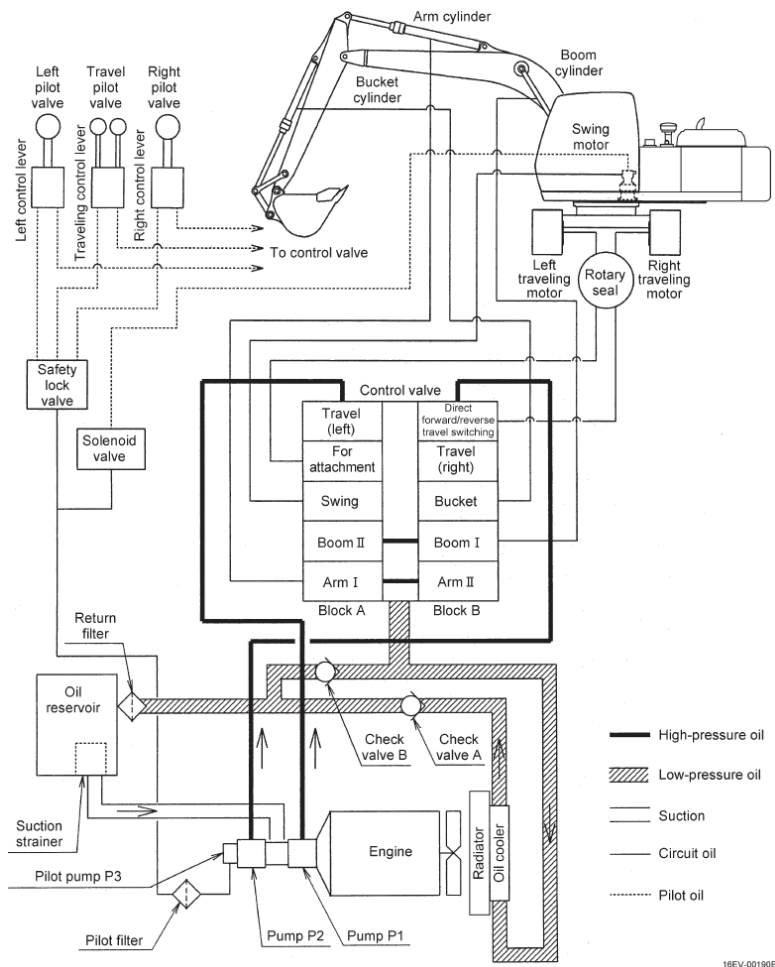 Arm cylinder
Left
pilot
valve
Travel
pilot
valve
Right
pilot
valve
Boom
cylinder
Bucket
cylinder
Swing
motor
Left control lever
Traveling control lever
Right control lever
To control valve
Left
traveling
motor
Rotary
seal
Right
traveling
motor
Safety
lock
valve
Solenoid
valve
Control valve
Travel
(left)
Direct
forward/reverse
travel switching
For
attachment
Travel
(right)
Swing
Bucket
Boom II
Boom I
Arm I
Arm II
Block A
Block B
Return
filter
Oil
reservoir
Check
valve B
Check
valve A
High-pressure oil
Low-pressure oil
Suction
Circuit oil
Pilot oil
Suction
strainer
Engine
Radiator
Oil cooler
Pilot pump P3
Pilot filter
Pump P2
Pump P1
16EV-00190E